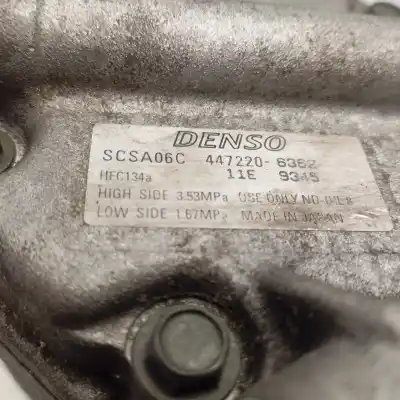 DENSO
SCSA06C 447220-6362
HFC134a 11E 9345
HIGH SIDE 3.53MPa USE ONLY ND-OIL8
LOW SIDE 1.67MPa MADE IN JAPAN